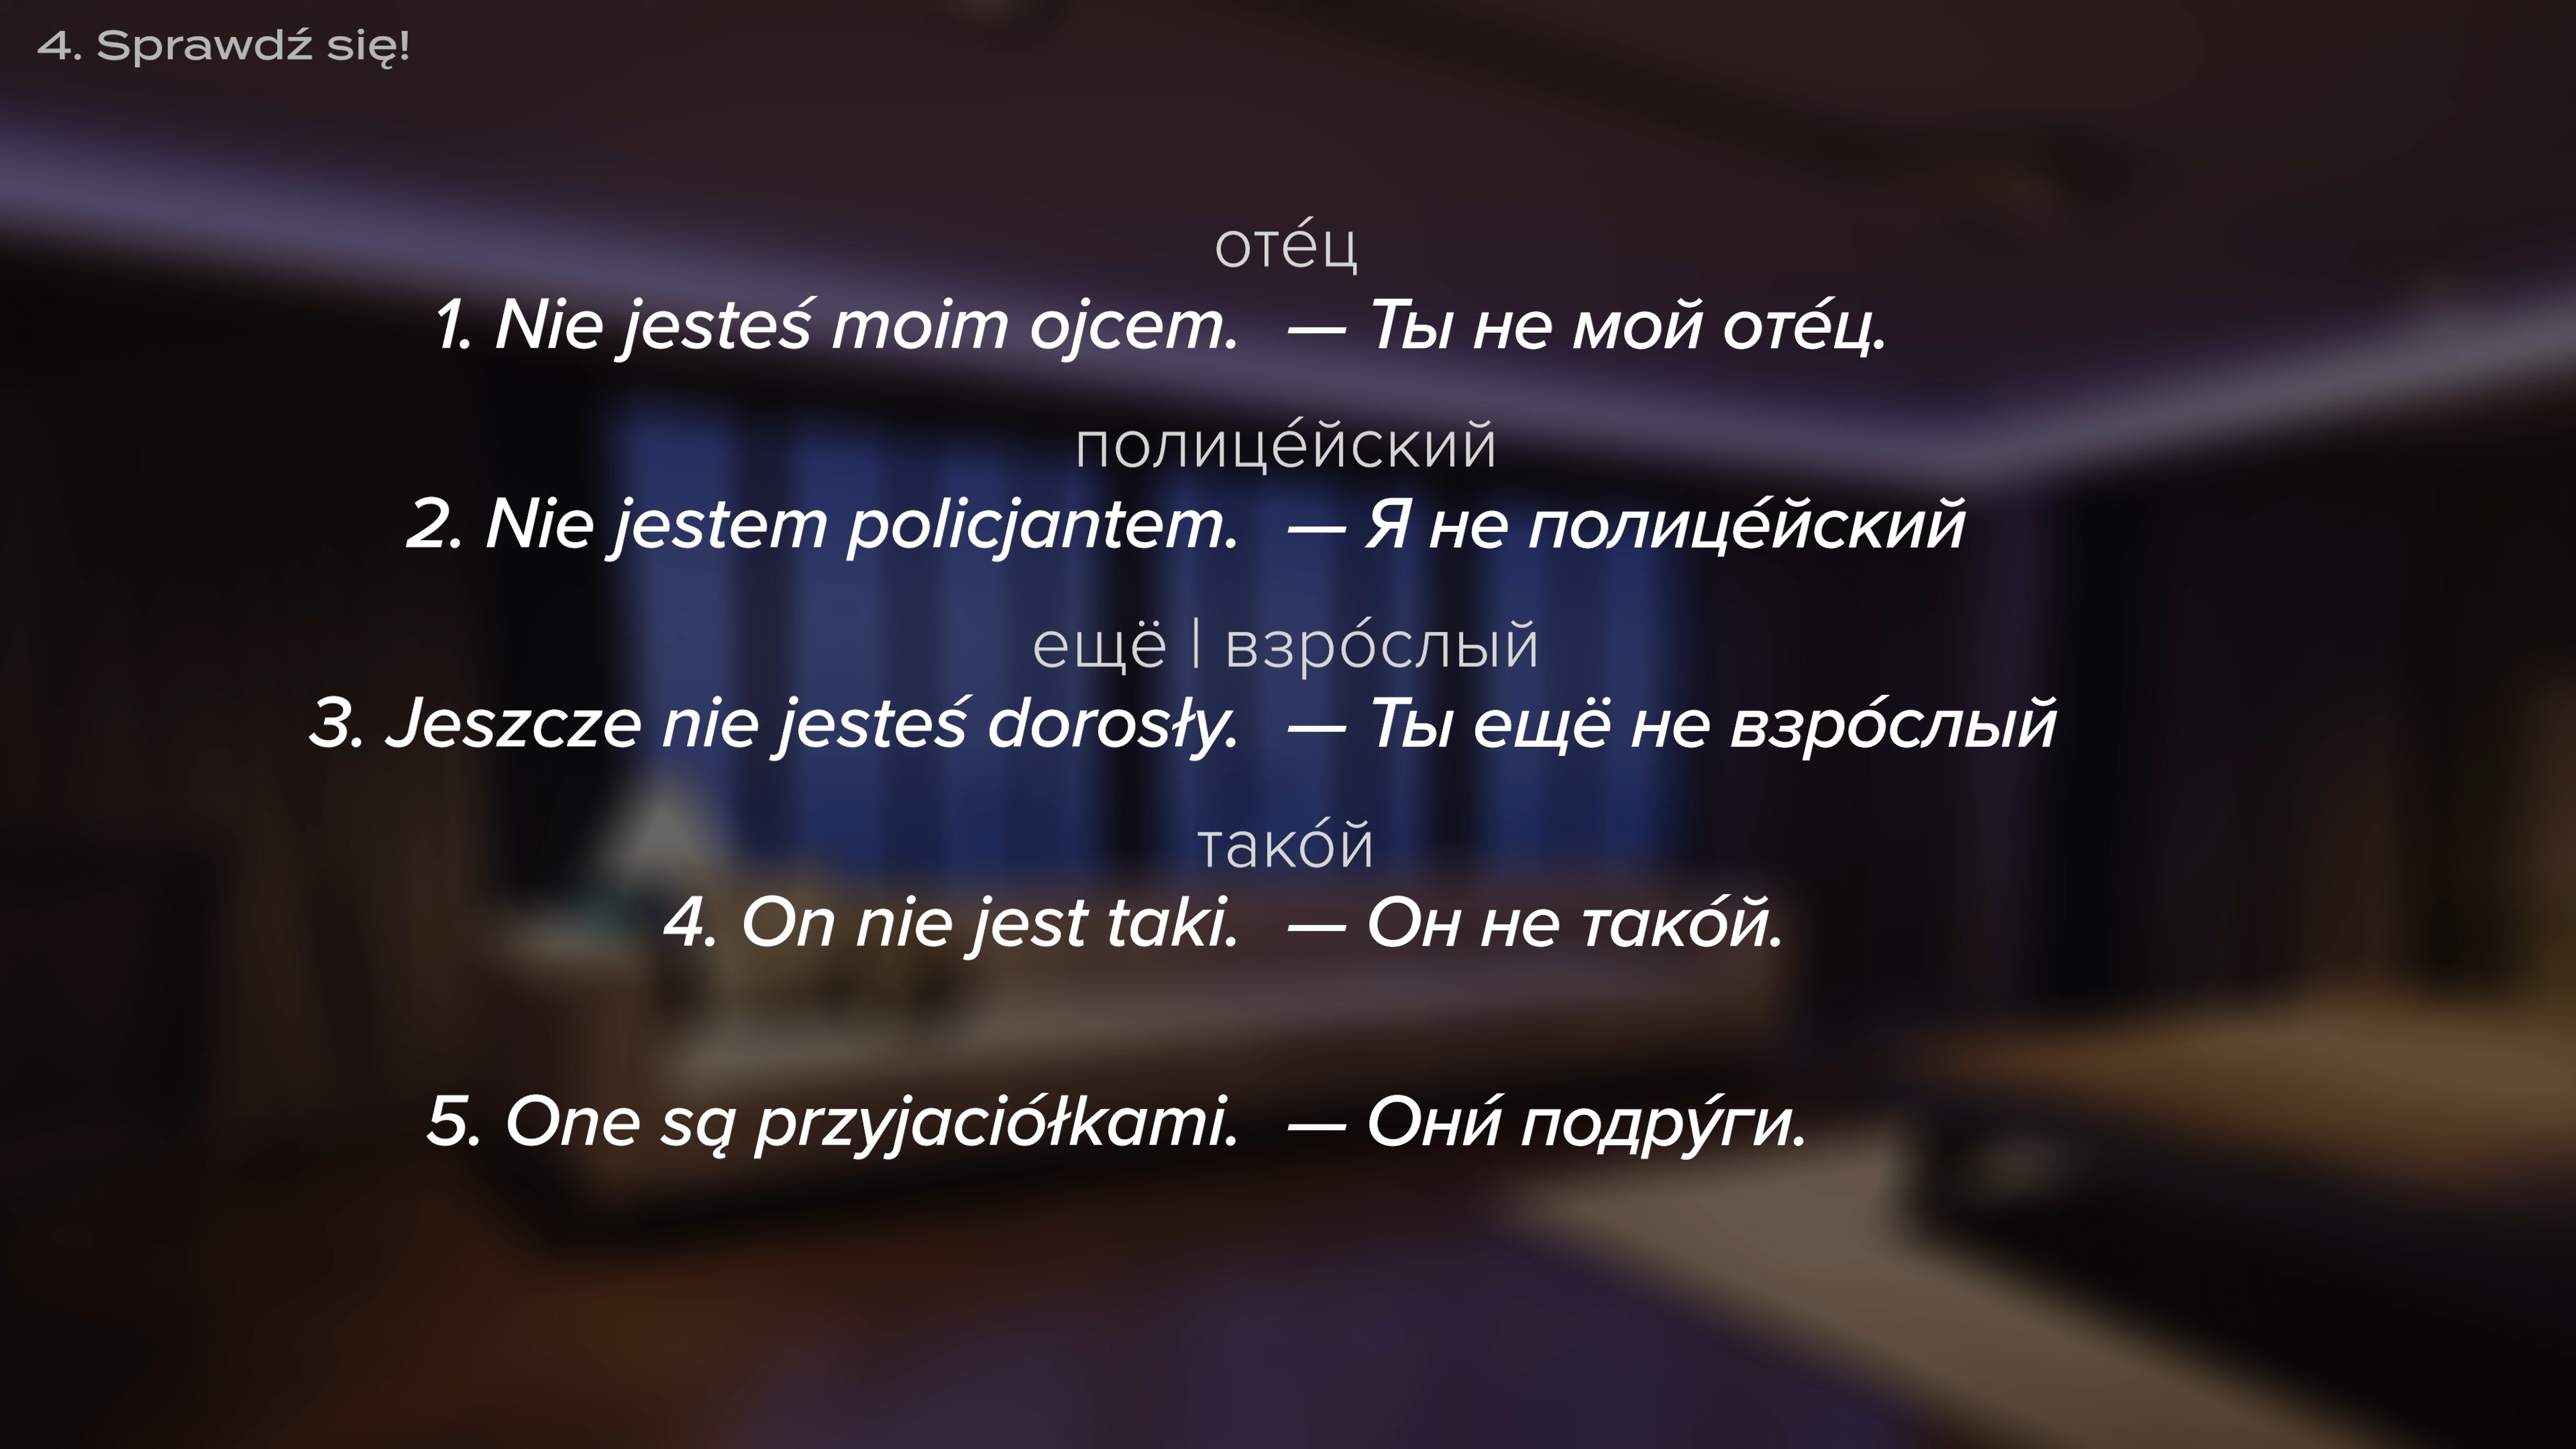 4. Sprawdź się!
оте́ц
1. Nie jesteś moim ojcem. — Ты не мой оте́ц.
полице́йский
2. Nie jestem policjantem. — Я не полице́йский
ещё | взро́слый
3. Jeszcze nie jesteś dorosły. — Ты ещё не взро́слый
тако́й
4. On nie jest taki. — Он не тако́й.
5. One są przyjaciółkami. — Они́ подру́ги.